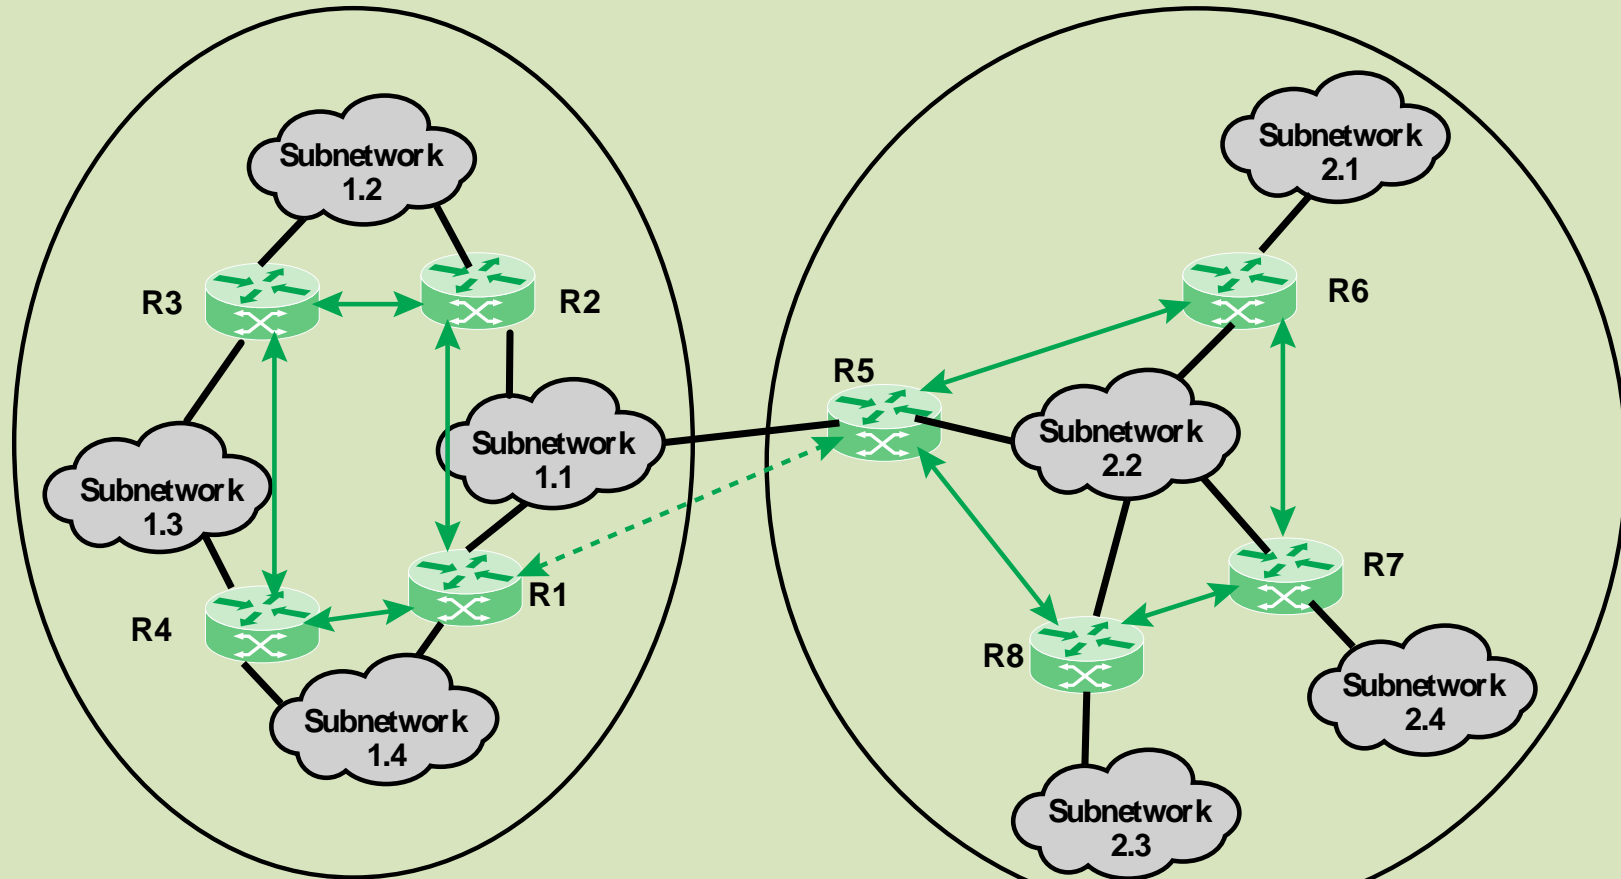 Subnetwork
1.2
R3
R2
Subnetwork
1.3
Subnetwork
1.1
R4
R1
Subnetwork
1.4
Subnetwork
2.1
R6
R5
Subnetwork
2.2
R7
R8
Subnetwork
2.4
Subnetwork
2.3